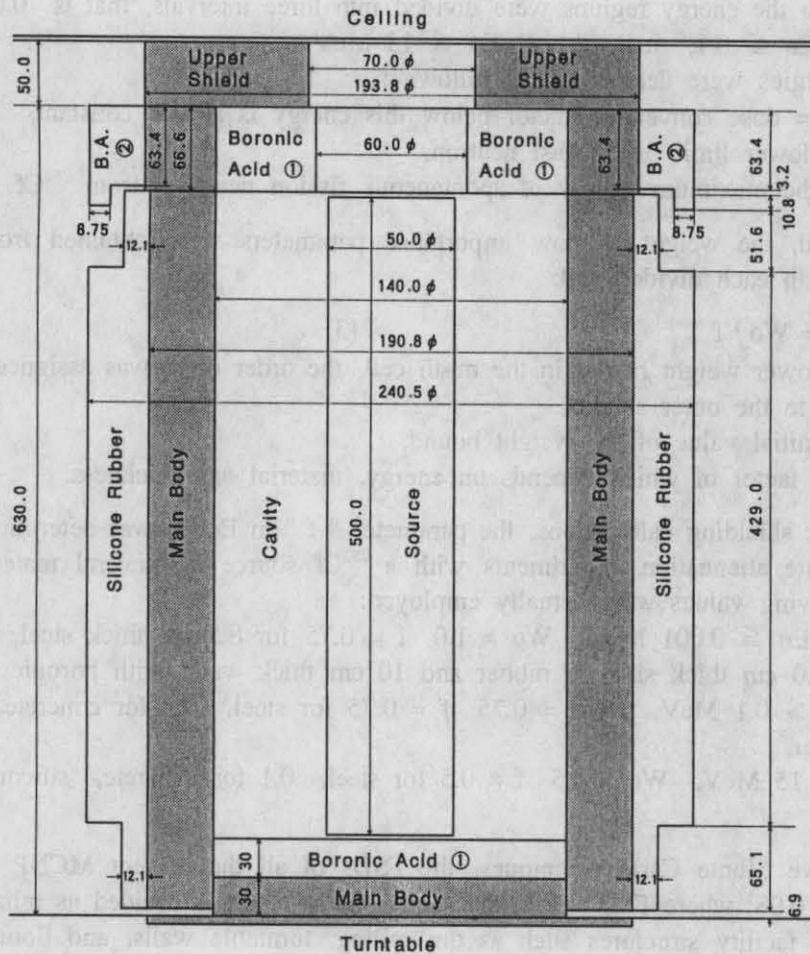 Ceiling
50.0
Upper
Shield
70.0 φ
193.8 φ
Upper
Shield
B.A.
②
63.4
66.6
Boronic
Acid ①
60.0 φ
Boronic
Acid ①
63.4
B.A.
②
63.4
3.2
10.8
51.6
8.75
8.75
12.1
12.1
50.0 φ
140.0 φ
190.8 φ
240.5 φ
630.0
Silicone Rubber
Main Body
Cavity
500.0
Source
Main Body
Silicone Rubber
429.0
12.1
30
Boronic Acid ①
12.1
65.1
30
Main Body
6.9
Turntable